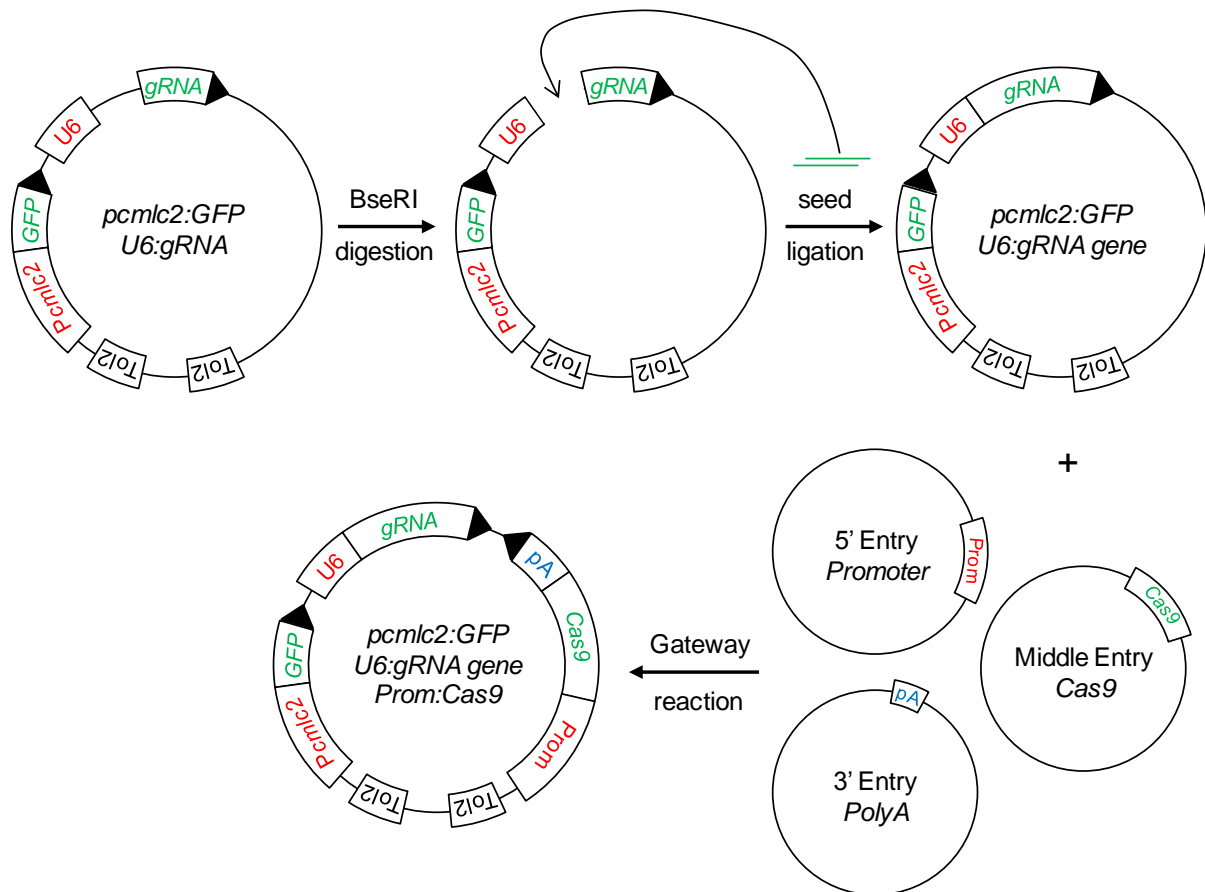 gRNA
U6
GFP
Pcmlc2
Tol2
Tol2
pcmlc2:GFP
U6:gRNA
BseRI
digestion
gRNA
U6
GFP
Pcmlc2
Tol2
Tol2
seed
ligation
gRNA
U6
GFP
Pcmlc2
Tol2
Tol2
pcmlc2:GFP
U6:gRNA gene
+
5’ Entry
Promoter
Prom
Middle Entry
Cas9
Cas9
3’ Entry
PolyA
pA
Gateway
reaction
gRNA
U6
GFP
Pcmlc2
Tol2
Tol2
pA
Cas9
Prom
pcmlc2:GFP
U6:gRNA gene
Prom:Cas9